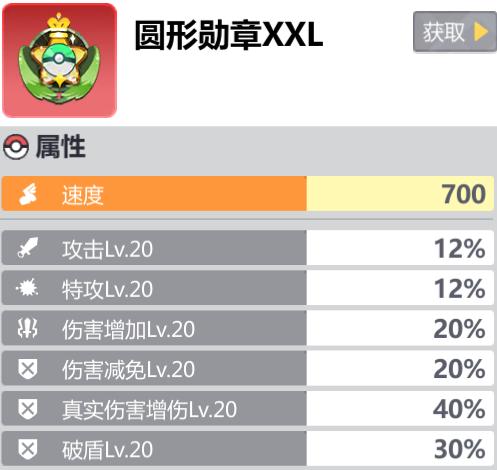 圆形勋章XXL
获取
属性
速度 700
攻击Lv.20 12%
特攻Lv.20 12%
伤害增加Lv.20 20%
伤害减免Lv.20 20%
真实伤害增伤Lv.20 40%
破盾Lv.20 30%